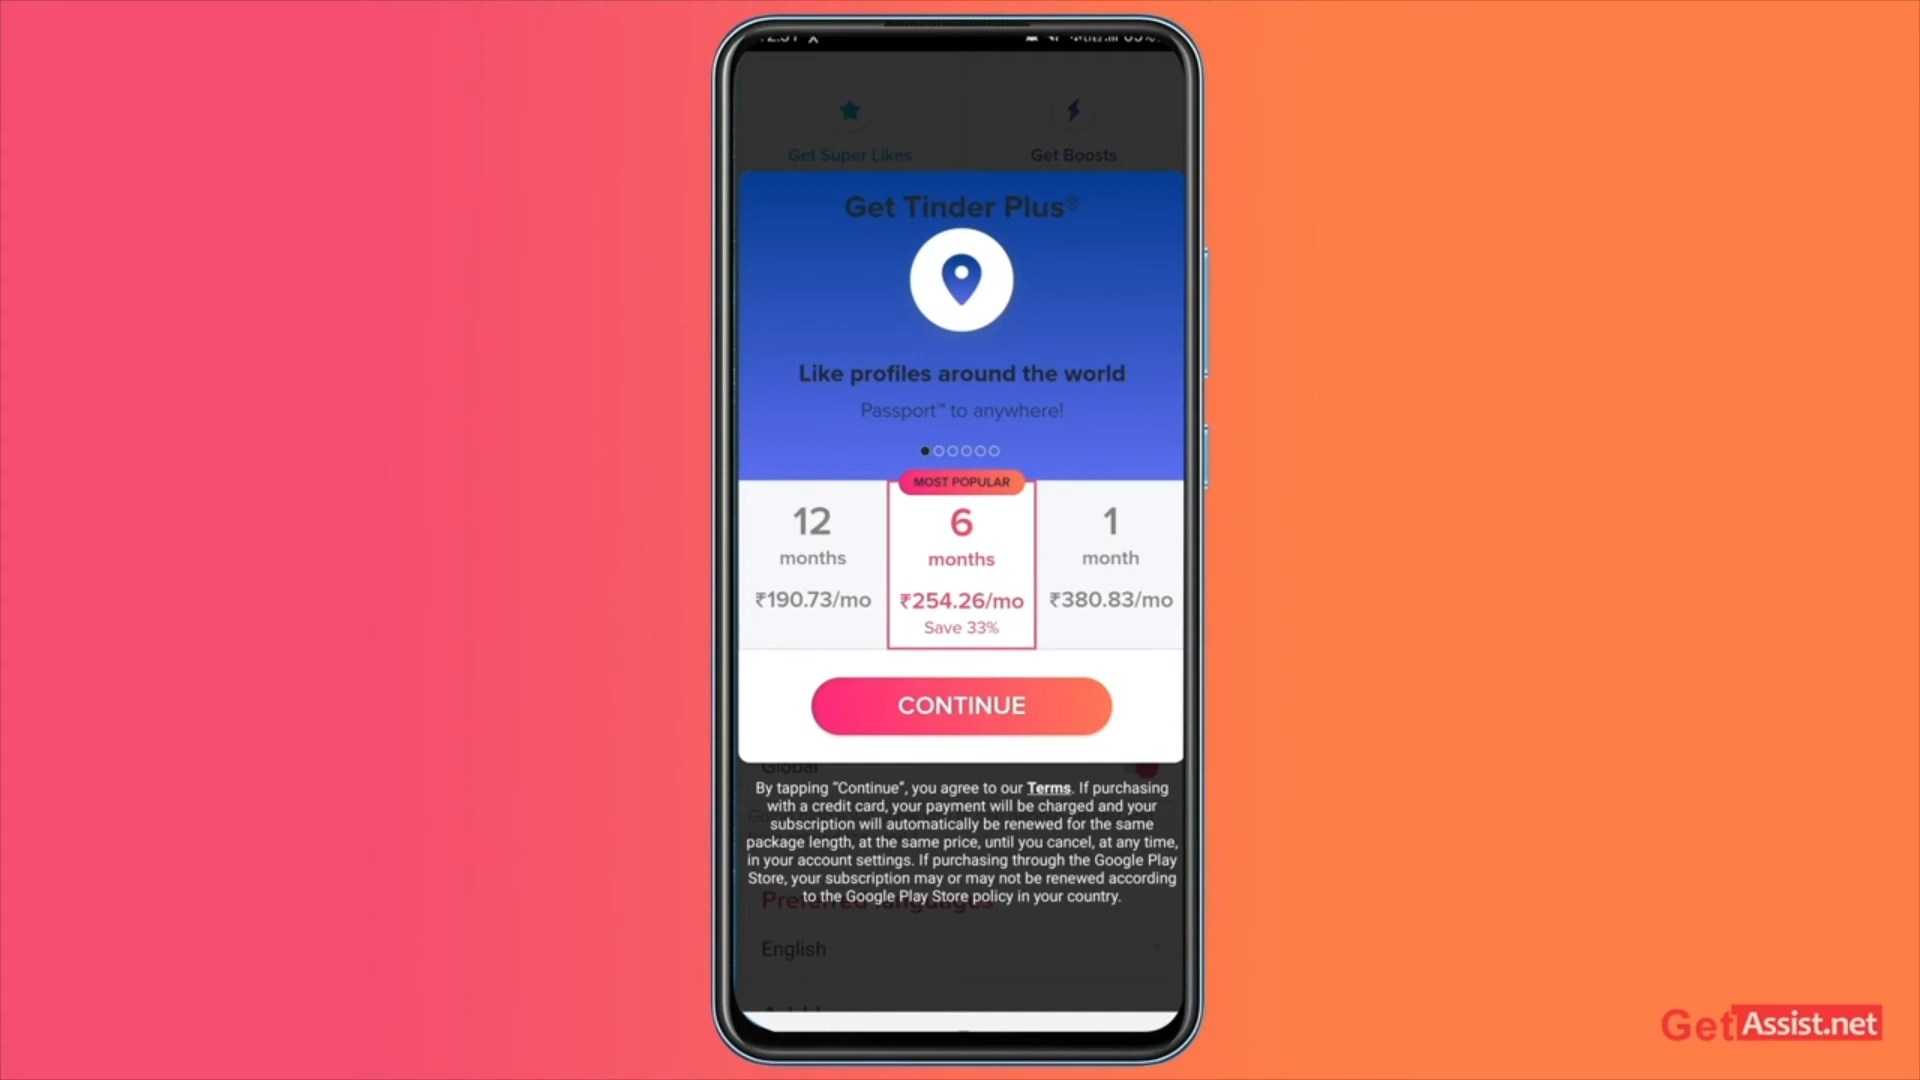 Get Super Likes
Get Boosts
Get Tinder Plus®
Like profiles around the world
Passport™ to anywhere!
MOST POPULAR
12
months
₹190.73/mo
6
months
₹254.26/mo
Save 33%
1
month
₹380.83/mo
CONTINUE
Global
By tapping "Continue", you agree to our Terms. If purchasing
with a credit card, your payment will be charged and your
subscription will automatically be renewed for the same
package length, at the same price, until you cancel, at any time,
in your account settings. If purchasing through the Google Play
Store, your subscription may or may not be renewed according
to the Google Play Store policy in your country.
Preferred languages
English
GetAssist.net